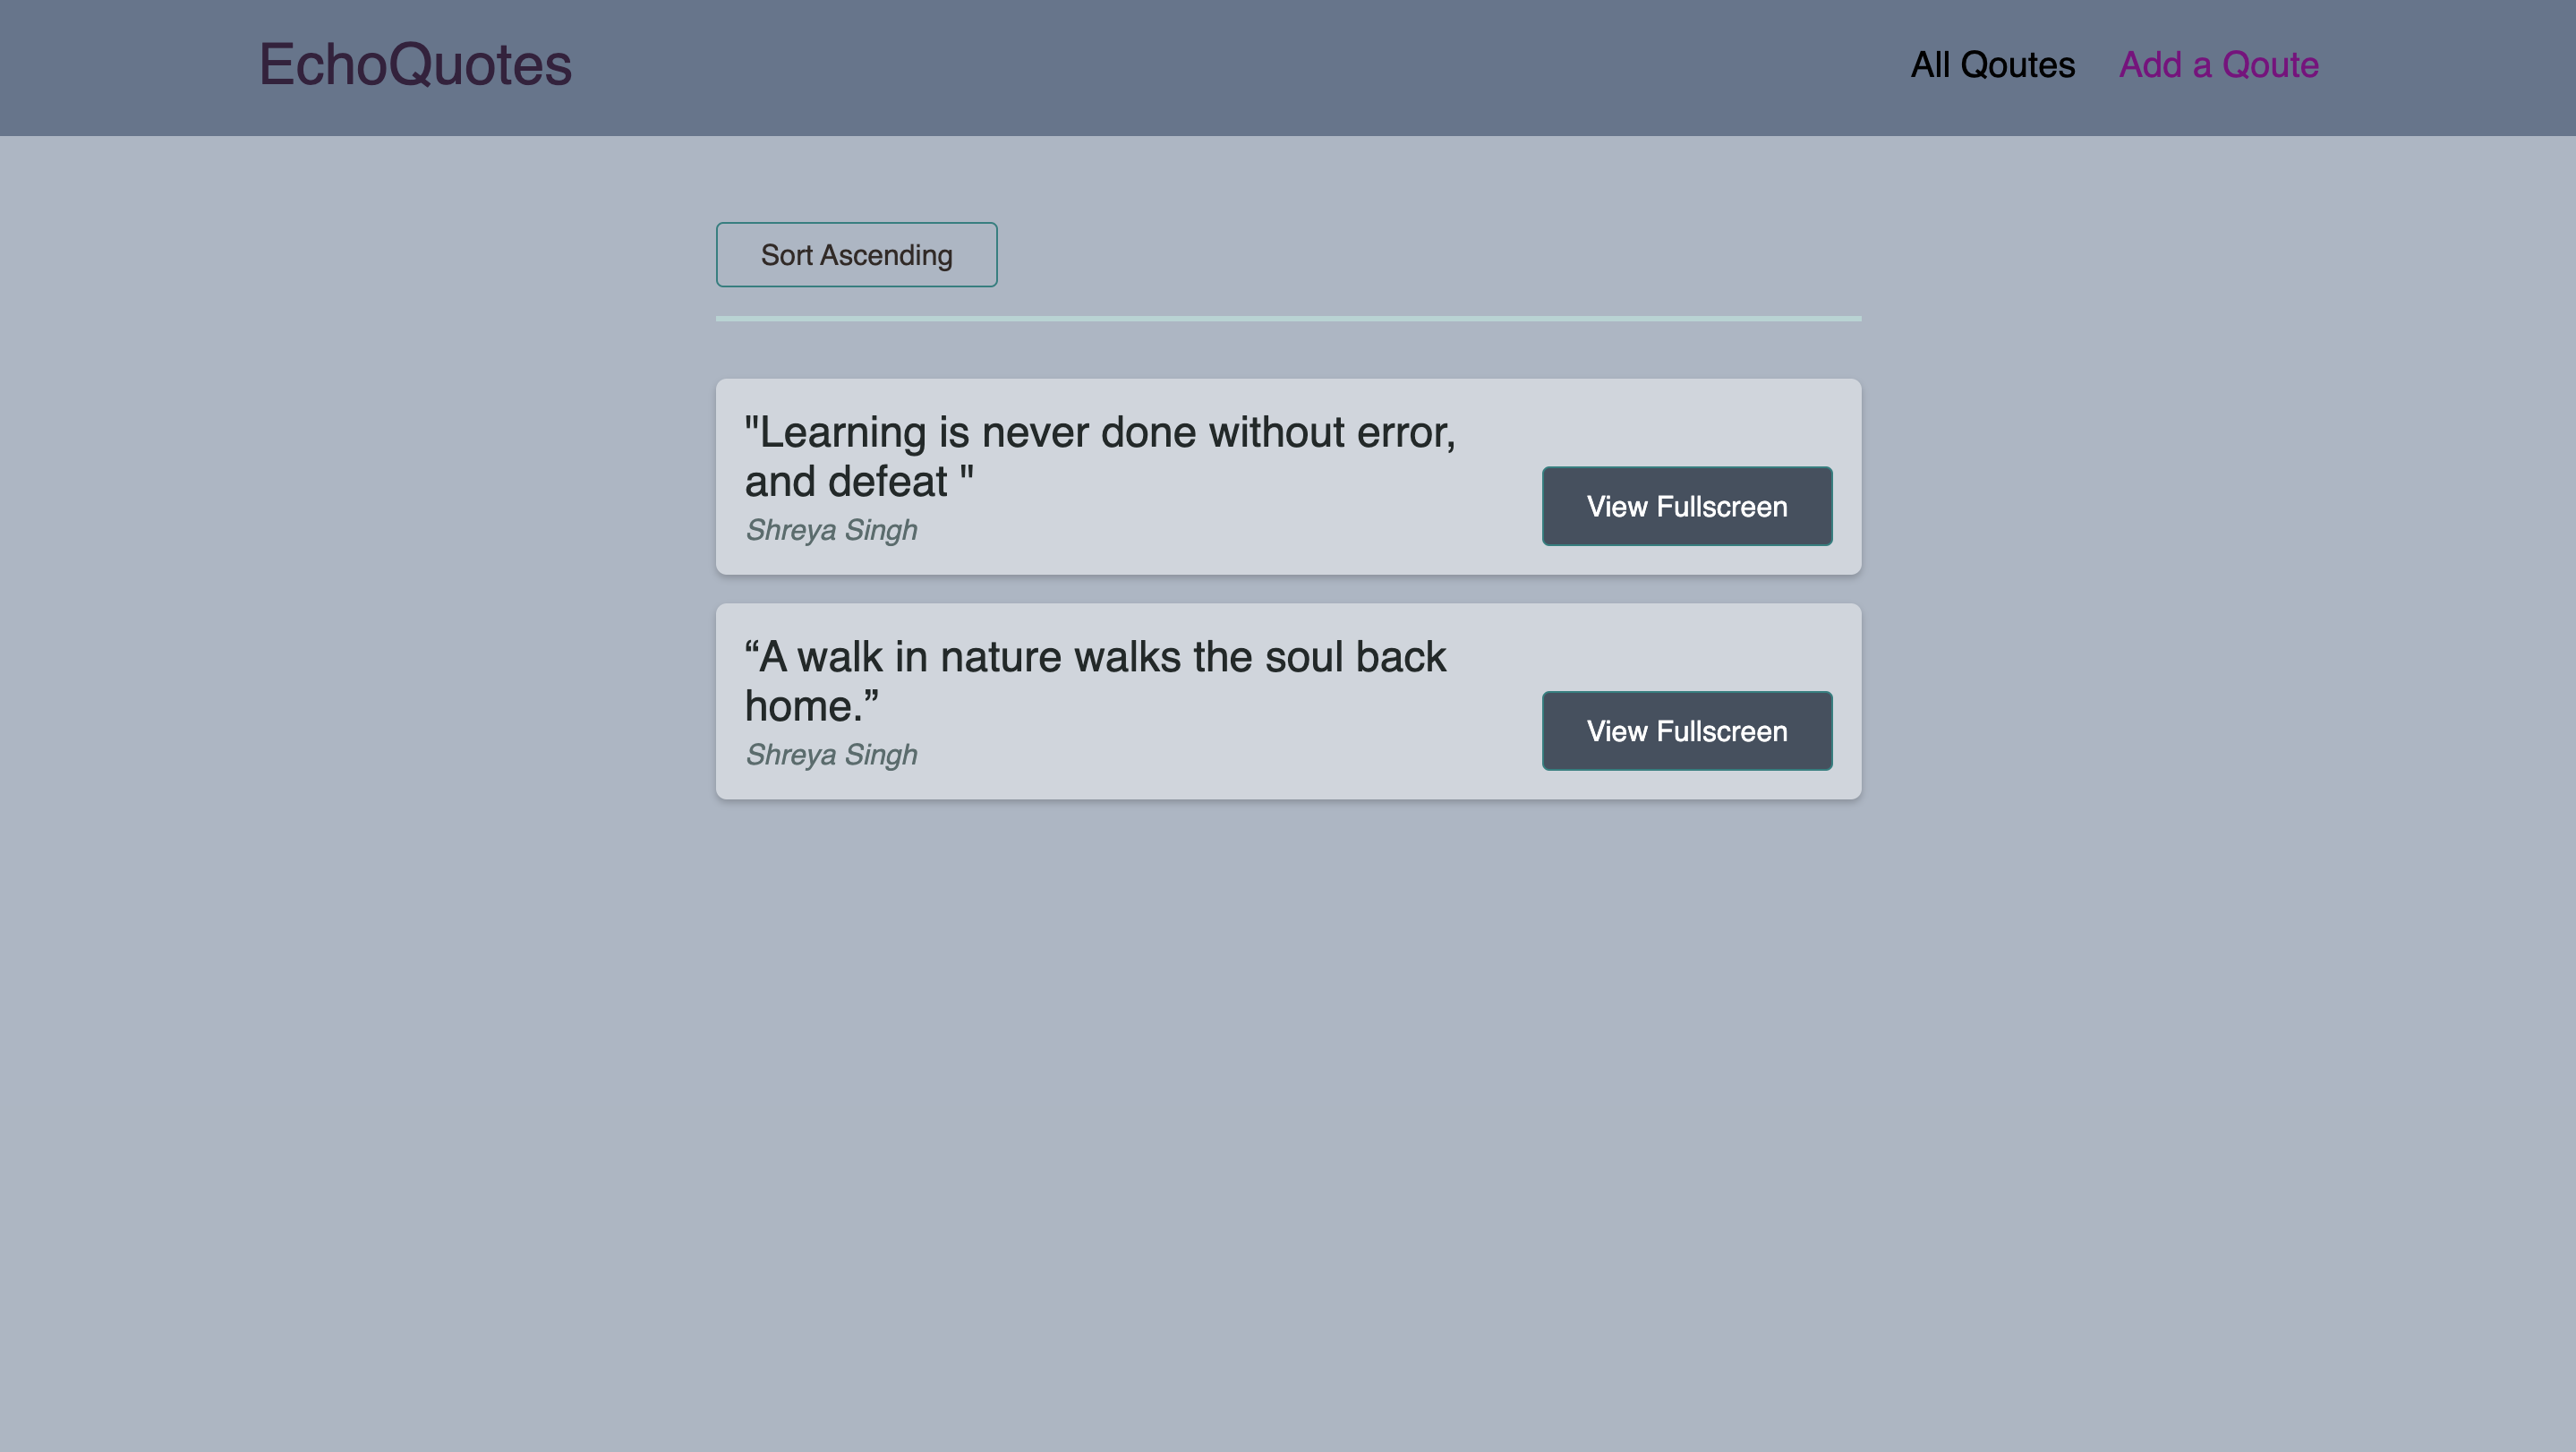 EchoQuotes
All Qoutes
Add a Qoute
Sort Ascending
"Learning is never done without error,
and defeat "
Shreya Singh
View Fullscreen
“A walk in nature walks the soul back
home.”
Shreya Singh
View Fullscreen